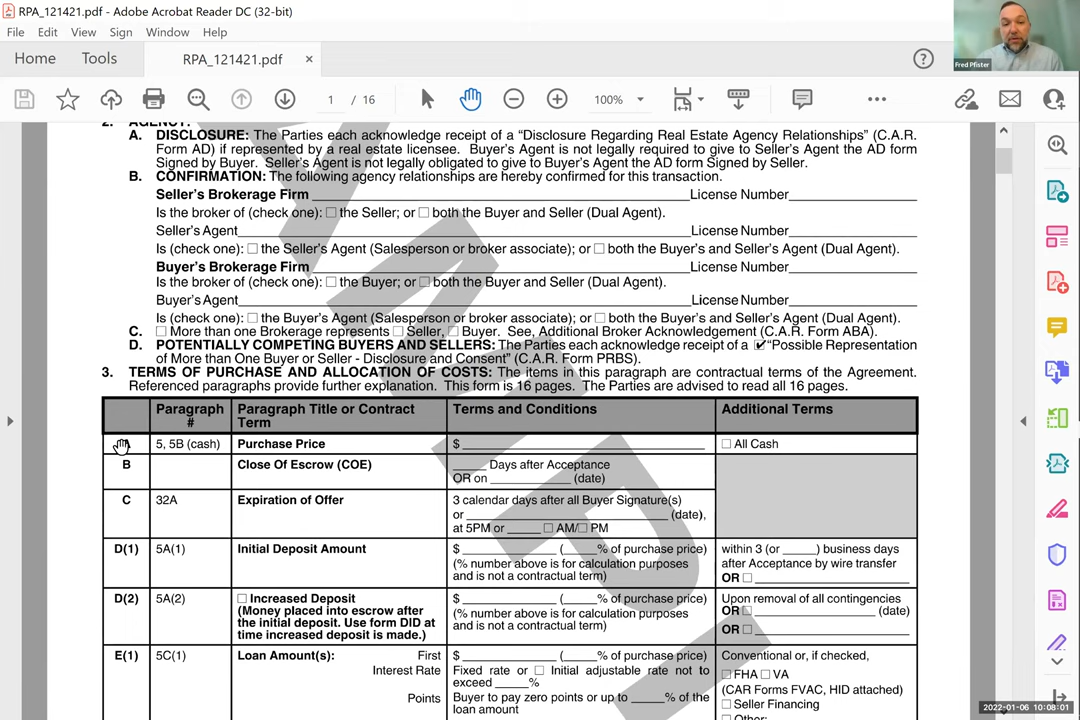 RPA_121421.pdf - Adobe Acrobat Reader DC (32-bit)
File Edit View Sign Window Help
Home Tools RPA_121421.pdf ×
1 / 16 100%
Fred Pfister
2. AGENCY:
A. DISCLOSURE: The Parties each acknowledge receipt of a “Disclosure Regarding Real Estate Agency Relationships” (C.A.R.
Form AD) if represented by a real estate licensee. Buyer's Agent is not legally required to give to Seller's Agent the AD form
Signed by Buyer. Seller's Agent is not legally obligated to give to Buyer's Agent the AD form Signed by Seller.
B. CONFIRMATION: The following agency relationships are hereby confirmed for this transaction.
Seller's Brokerage Firm License Number
Is the broker of (check one): ☐ the Seller; or ☐ both the Buyer and Seller (Dual Agent).
Seller's Agent License Number
Is (check one): ☐ the Seller's Agent (Salesperson or broker associate); or ☐ both the Buyer's and Seller's Agent (Dual Agent).
Buyer's Brokerage Firm License Number
Is the broker of (check one): ☐ the Buyer; or ☐ both the Buyer and Seller (Dual Agent).
Buyer's Agent License Number
Is (check one): ☐ the Buyer's Agent (Salesperson or broker associate); or ☐ both the Buyer's and Seller's Agent (Dual Agent).
C. ☐ More than one Brokerage represents ☐ Seller, ☐ Buyer. See, Additional Broker Acknowledgement (C.A.R. Form ABA).
D. POTENTIALLY COMPETING BUYERS AND SELLERS: The Parties each acknowledge receipt of a ☑ “Possible Representation
of More than One Buyer or Seller - Disclosure and Consent” (C.A.R. Form PRBS).
3. TERMS OF PURCHASE AND ALLOCATION OF COSTS: The items in this paragraph are contractual terms of the Agreement.
Referenced paragraphs provide further explanation. This form is 16 pages. The Parties are advised to read all 16 pages.
Paragraph # Paragraph Title or Contract Term Terms and Conditions Additional Terms
A 5, 5B (cash) Purchase Price $ ☐ All Cash
B Close Of Escrow (COE) _____ Days after Acceptance
OR on ____________ (date)
C 32A Expiration of Offer 3 calendar days after all Buyer Signature(s)
or ______________ (date),
at 5PM or _____ ☐ AM/☐ PM
D(1) 5A(1) Initial Deposit Amount $ ____________ (_____% of purchase price) within 3 (or _____) business days
(% number above is for calculation purposes after Acceptance by wire transfer
and is not a contractual term) OR ☐
D(2) 5A(2) ☐ Increased Deposit $ ____________ (_____% of purchase price) Upon removal of all contingencies
(Money placed into escrow after (% number above is for calculation purposes OR ☐ ____________ (date)
the initial deposit. Use form DID at and is not a contractual term) OR ☐
time increased deposit is made.)
E(1) 5C(1) Loan Amount(s): First $ ____________ (_____% of purchase price) Conventional or, if checked,
Interest Rate Fixed rate or ☐ Initial adjustable rate not to ☐ FHA ☐ VA
exceed _____% (CAR Forms FVAC, HID attached)
Points Buyer to pay zero points or up to _____% of the ☐ Seller Financing
loan amount ☐ Other:
2022-01-06 10:08:01